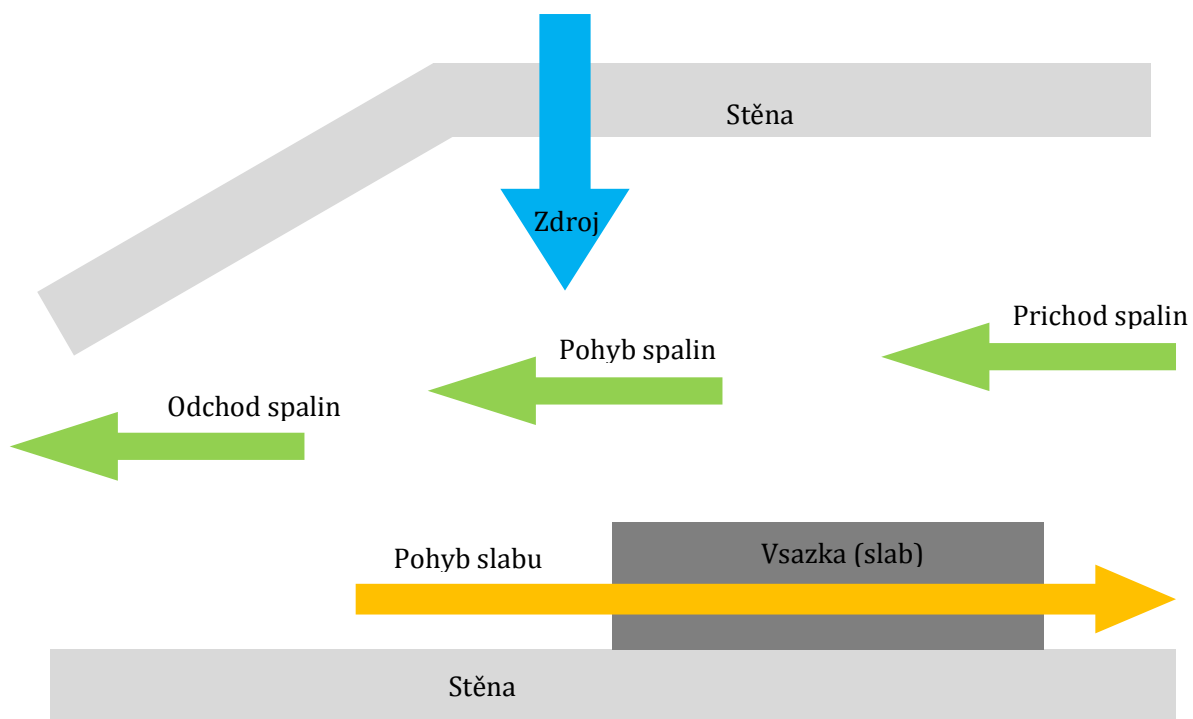 Stěna
Zdroj
Prichod spalin
Pohyb spalin
Odchod spalin
Pohyb slabu
Vsazka (slab)
Stěna